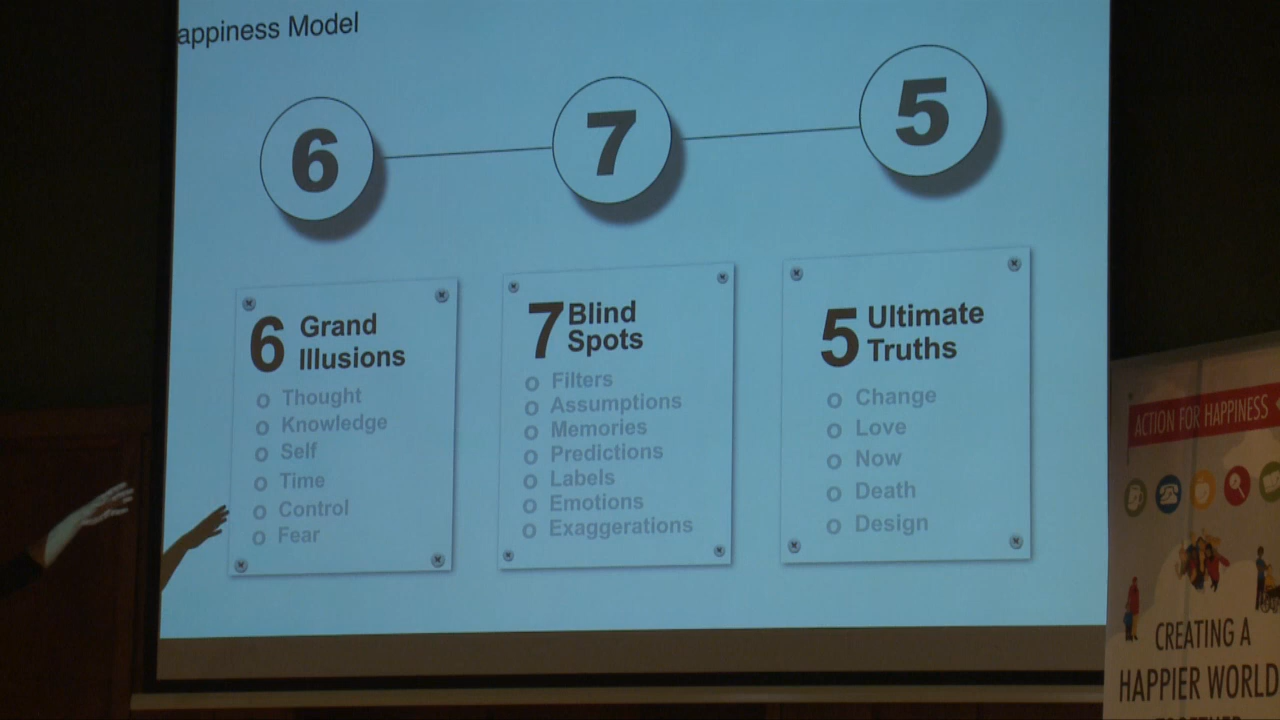 appiness Model
6
7
5
6 Grand
Illusions
o Thought
o Knowledge
o Self
o Time
o Control
o Fear
7 Blind
Spots
o Filters
o Assumptions
o Memories
o Predictions
o Labels
o Emotions
o Exaggerations
5 Ultimate
Truths
o Change
o Love
o Now
o Death
o Design
ACTION FOR HAPPINESS
CREATING A
HAPPIER WORLD